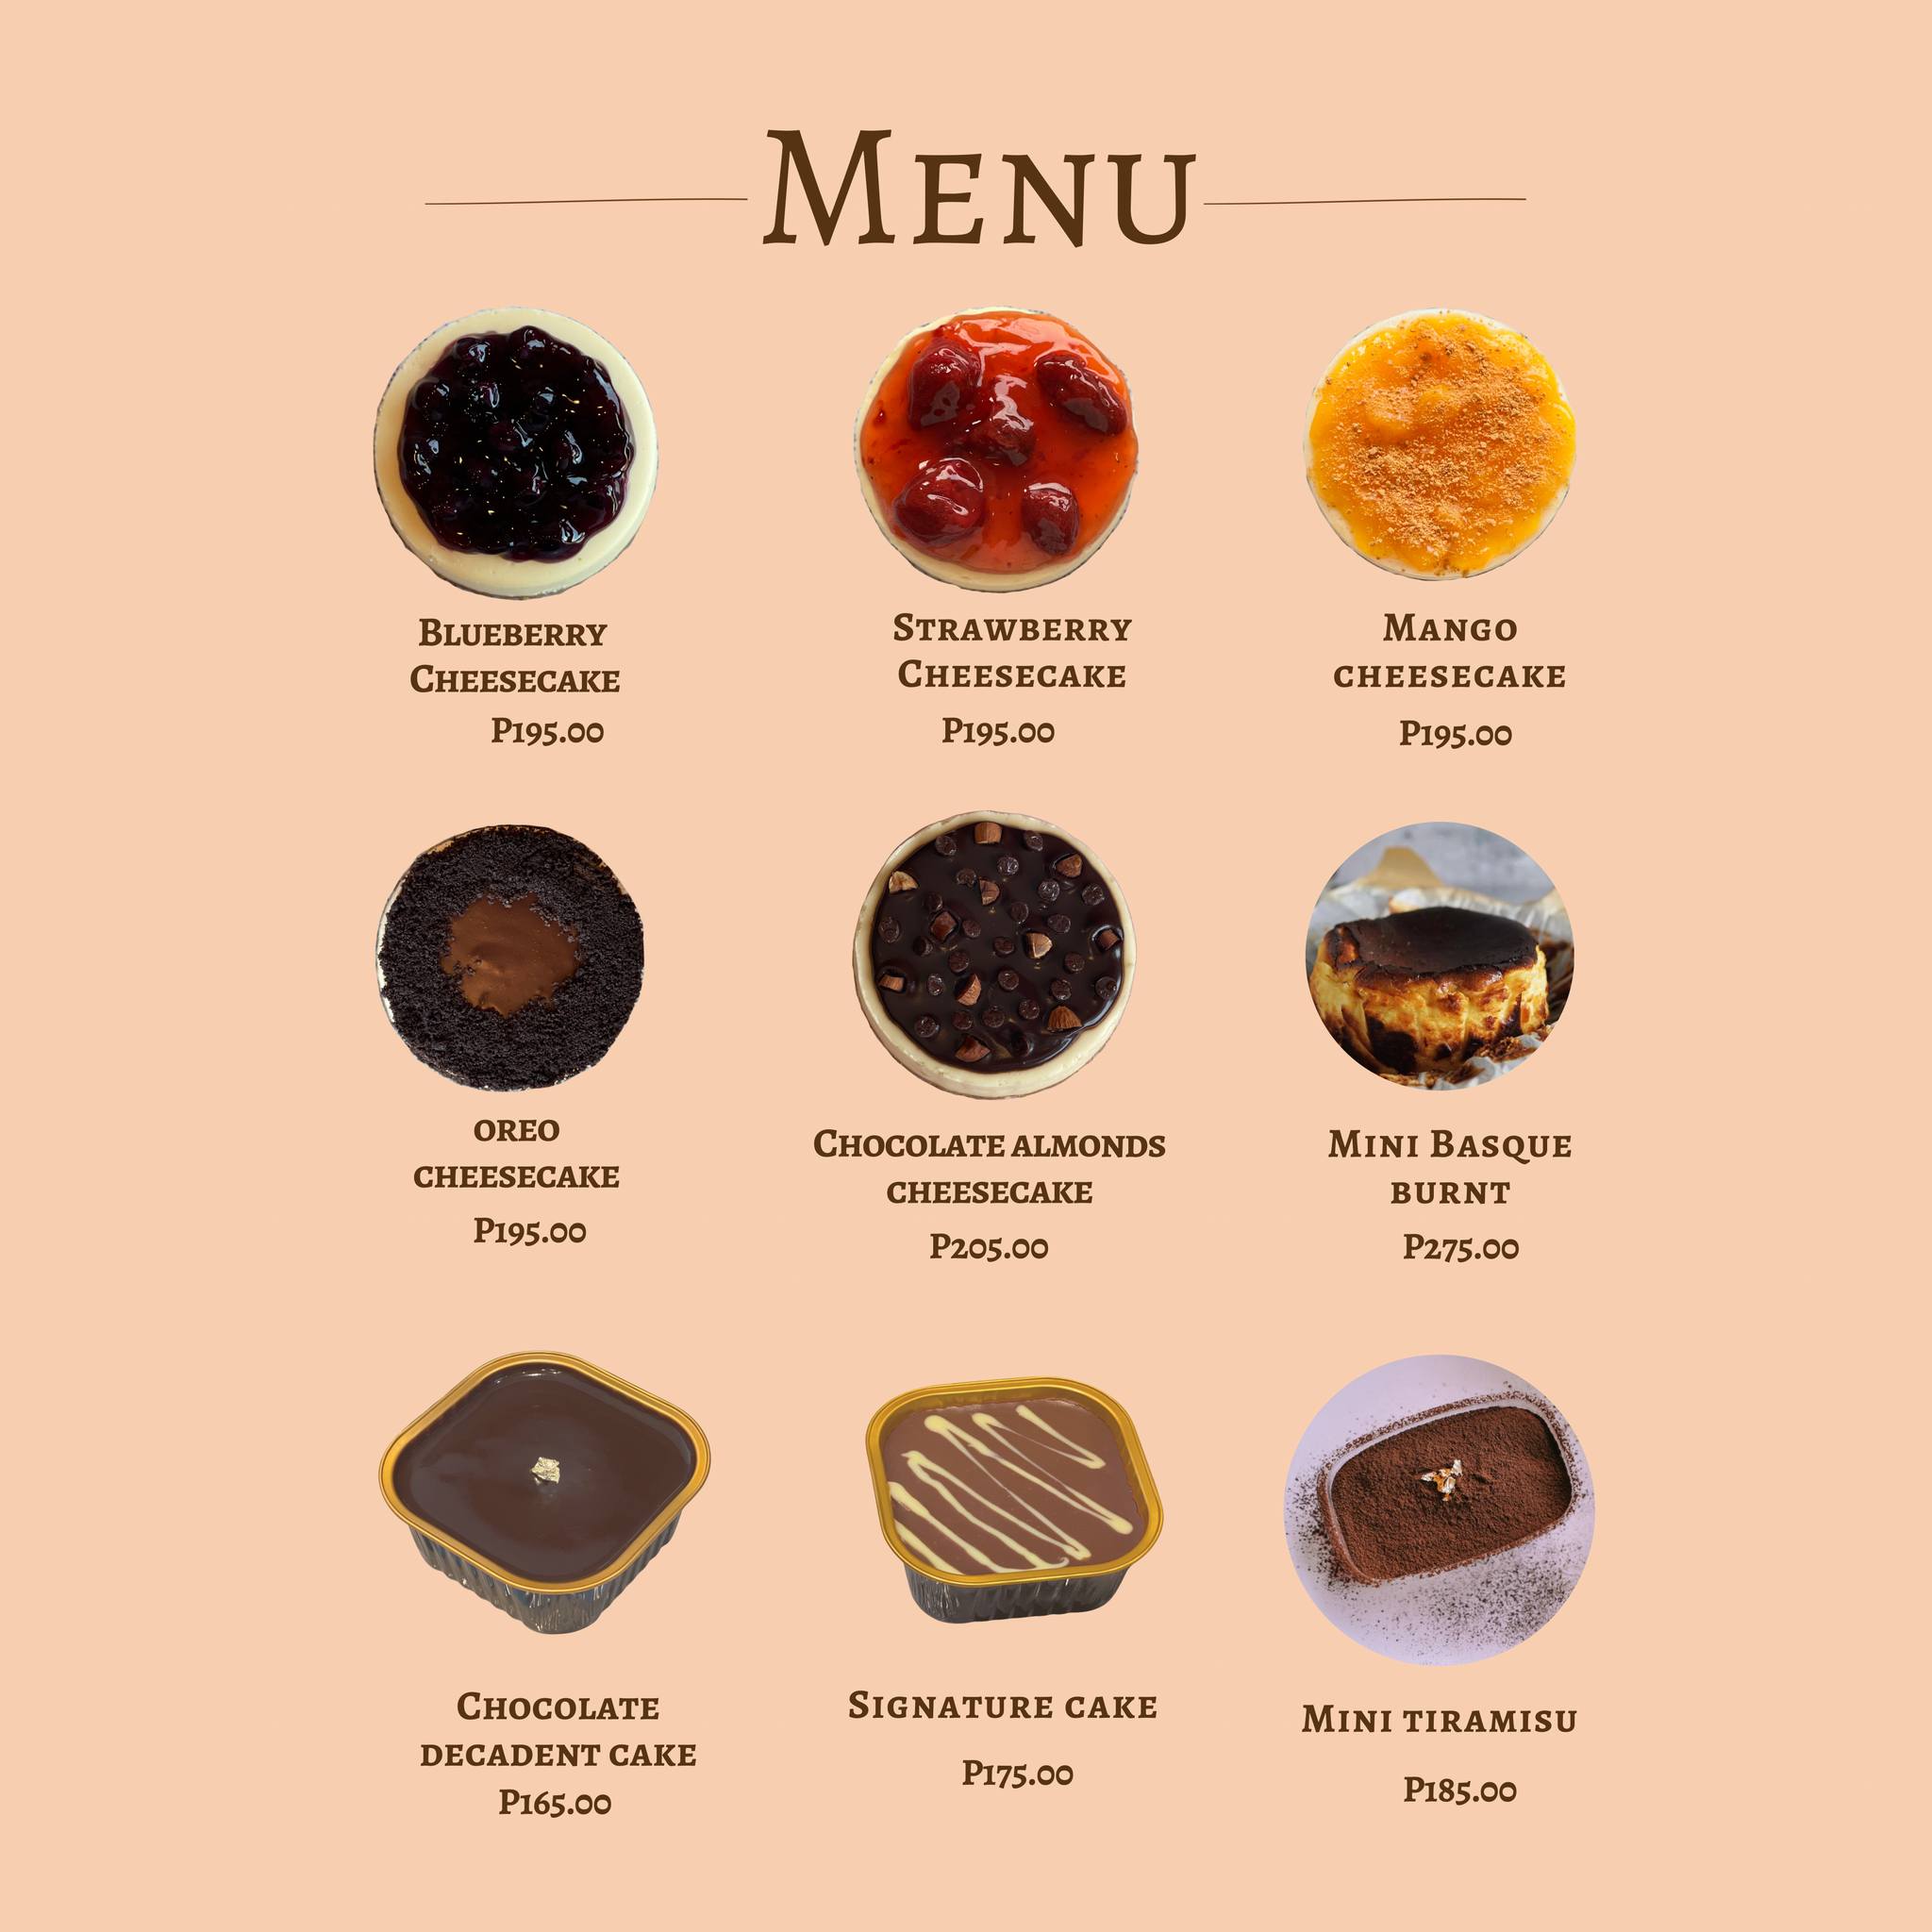 Menu
Blueberry
Cheesecake
P195.00
Strawberry
Cheesecake
P195.00
Mango
cheesecake
P195.00
oreo
cheesecake
P195.00
Chocolate almonds
cheesecake
P205.00
Mini Basque
burnt
P275.00
Chocolate
decadent cake
P165.00
Signature cake
P175.00
Mini tiramisu
P185.00